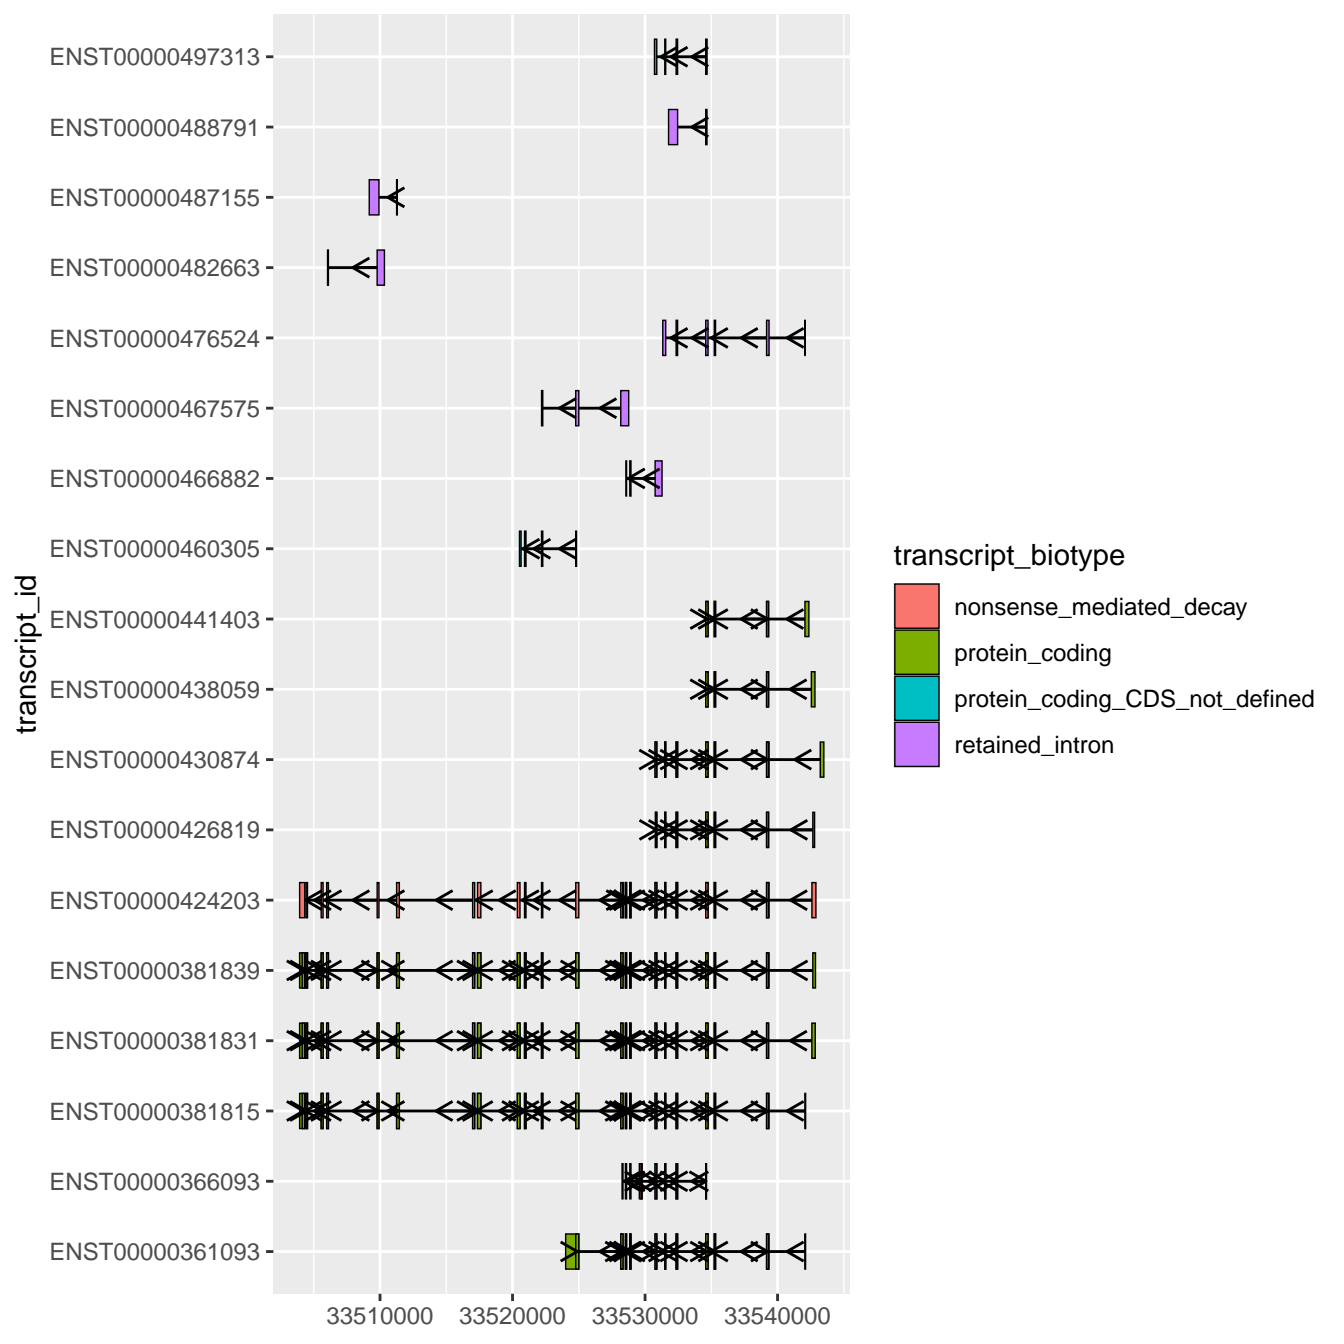 ENST00000497313
ENST00000488791
ENST00000487155
ENST00000482663
ENST00000476524
ENST00000467575
ENST00000466882
ENST00000460305
ENST00000441403
ENST00000438059
ENST00000430874
ENST00000426819
ENST00000424203
ENST00000381839
ENST00000381831
ENST00000381815
ENST00000366093
ENST00000361093
transcript_id
33510000 33520000 33530000 33540000
transcript_biotype
nonsense_mediated_decay
protein_coding
protein_coding_CDS_not_defined
retained_intron